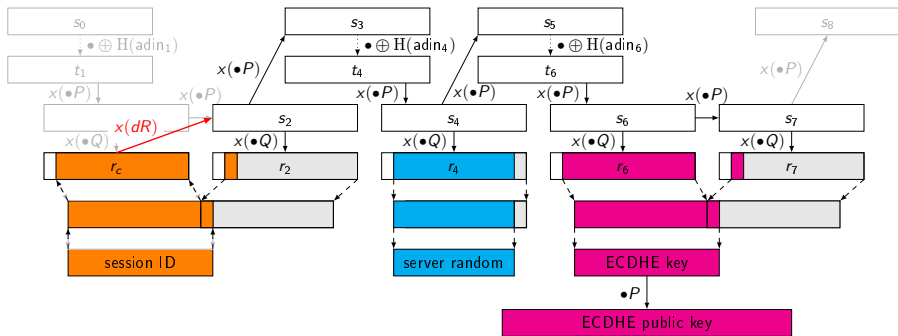 s₀ s₃ s₅ s₈
• ⊕ H(adin₁) • ⊕ H(adin₄) • ⊕ H(adin₆)
t₁ x(•P) t₄ x(•P) t₆ x(•P)
x(•P) x(•P) x(•P) x(•P) x(•P)
s₂ s₄ s₆ s₇
x(dR)
x(•Q) x(•Q) x(•Q) x(•Q) x(•Q)
r_c r₂ r₄ r₆ r₇
session ID server random ECDHE key
•P
ECDHE public key